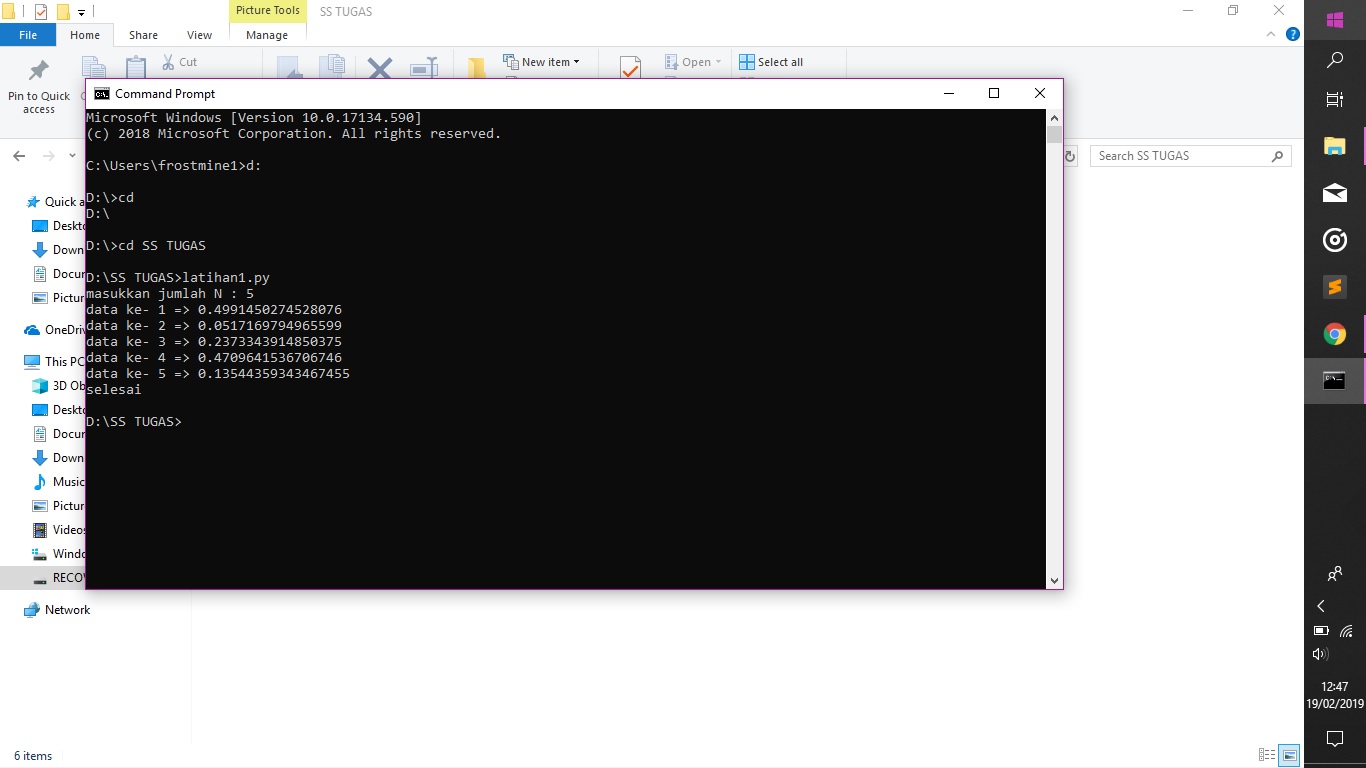 Picture Tools
SS TUGAS
File
Home
Share
View
Manage
Pin to Quick
access
Cut
New item
Open
Select all
Search SS TUGAS
Command Prompt
Microsoft Windows [Version 10.0.17134.590]
(c) 2018 Microsoft Corporation. All rights reserved.
C:\Users\frostmine1>d:
D:\>cd
D:\
D:\>cd SS TUGAS
D:\SS TUGAS>latihan1.py
masukkan jumlah N : 5
data ke- 1 => 0.4991450274528076
data ke- 2 => 0.0517169794965599
data ke- 3 => 0.2373343914850375
data ke- 4 => 0.4709641536706746
data ke- 5 => 0.13544359343467455
selesai
D:\SS TUGAS>
Quick a
Deskt
Down
Docur
Pictur
OneDriv
This PC
3D Ob
Deskt
Docur
Down
Music
Pictur
Videos
Windo
RECOV
Network
6 items
12:47
19/02/2019